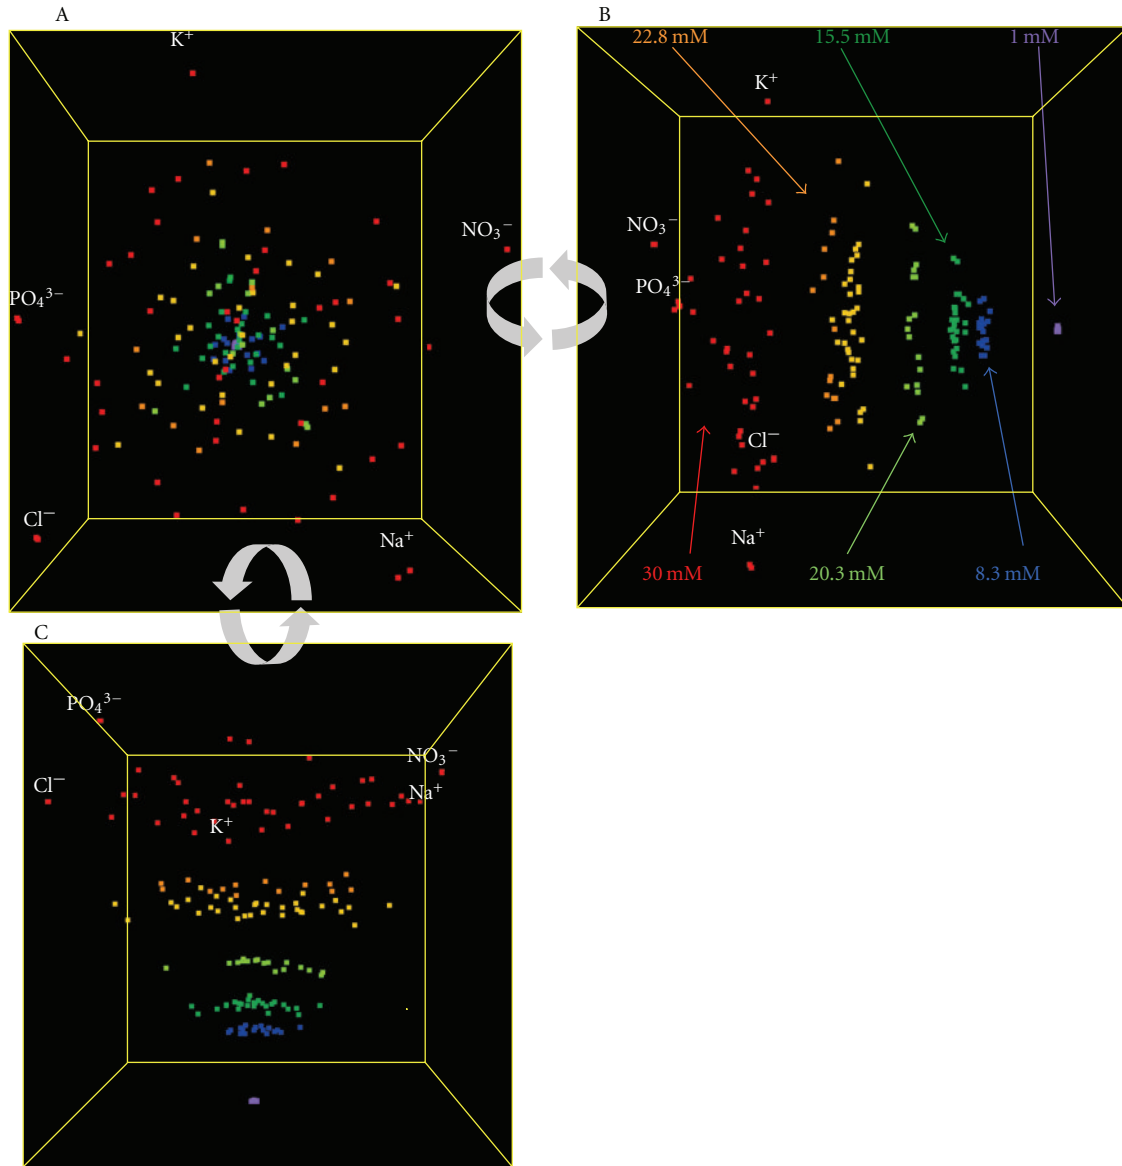 A
K⁺
NO₃⁻
PO₄³⁻
Cl⁻
Na⁺
B
22.8 mM
15.5 mM
1 mM
K⁺
NO₃⁻
PO₄³⁻
Cl⁻
Na⁺
30 mM
20.3 mM
8.3 mM
C
PO₄³⁻
NO₃⁻
Cl⁻
Na⁺
K⁺